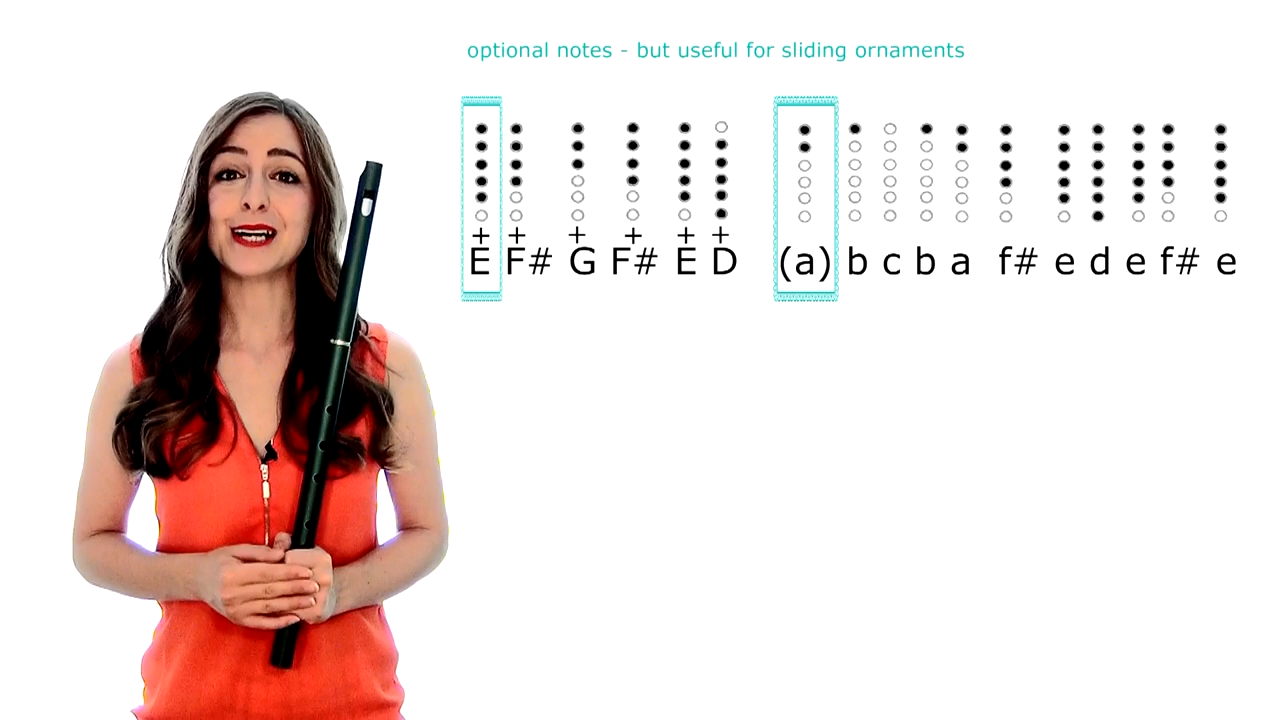 optional notes - but useful for sliding ornaments
+ + + + + +
E F# G F# E D (a) b c b a f# e d e f# e